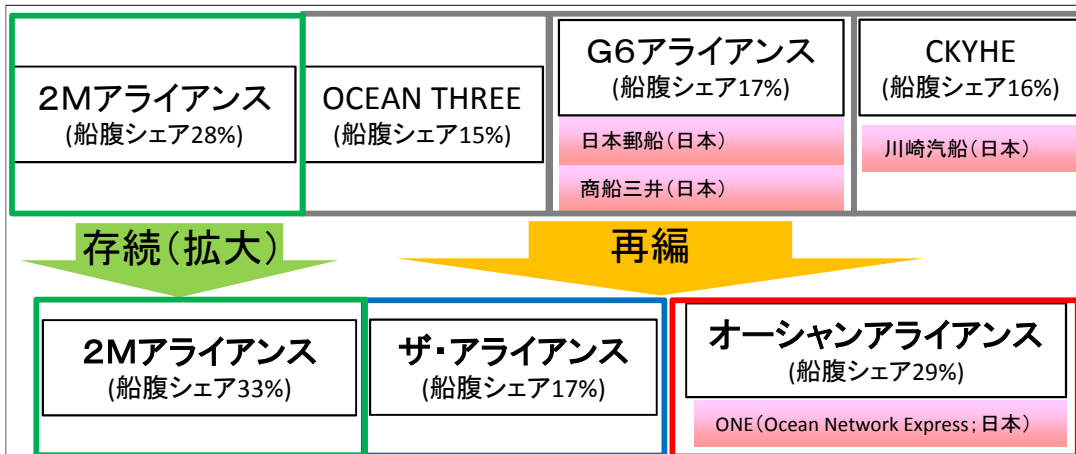 2Mアライアンス
(船腹シェア28%)
OCEAN THREE
(船腹シェア15%)
G6アライアンス
(船腹シェア17%)
日本郵船(日本)
商船三井(日本)
CKYHE
(船腹シェア16%)
川崎汽船(日本)
存続(拡大)
再編
2Mアライアンス
(船腹シェア33%)
ザ・アライアンス
(船腹シェア17%)
オーシャンアライアンス
(船腹シェア29%)
ONE(Ocean Network Express;日本)